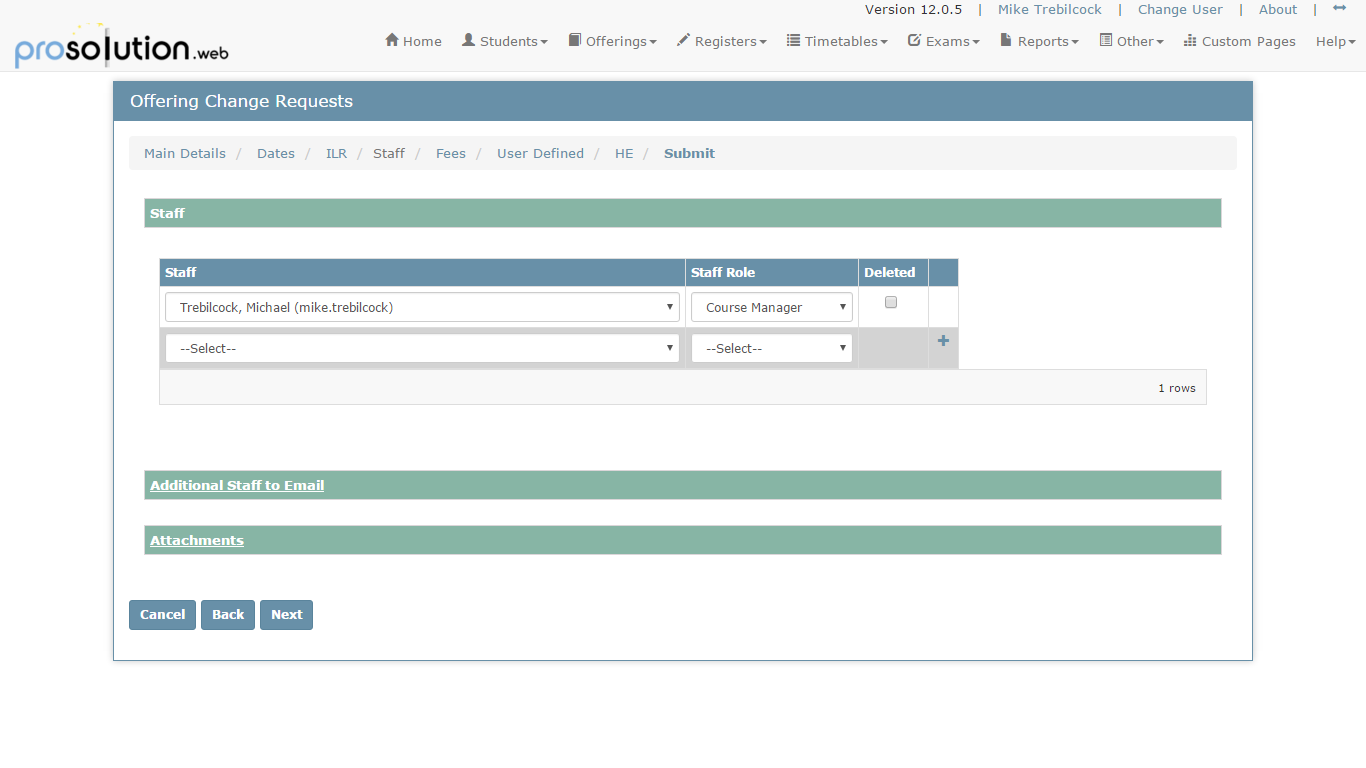 Version 12.0.5 | Mike Trebilcock | Change User | About |
prosolution.web
Home Students Offerings Registers Timetables Exams Reports Other Custom Pages Help
Offering Change Requests
Main Details / Dates / ILR / Staff / Fees / User Defined / HE / Submit
Staff
Staff Staff Role Deleted
Trebilcock, Michael (mike.trebilcock) Course Manager
--Select-- --Select--
1 rows
Additional Staff to Email
Attachments
Cancel Back Next